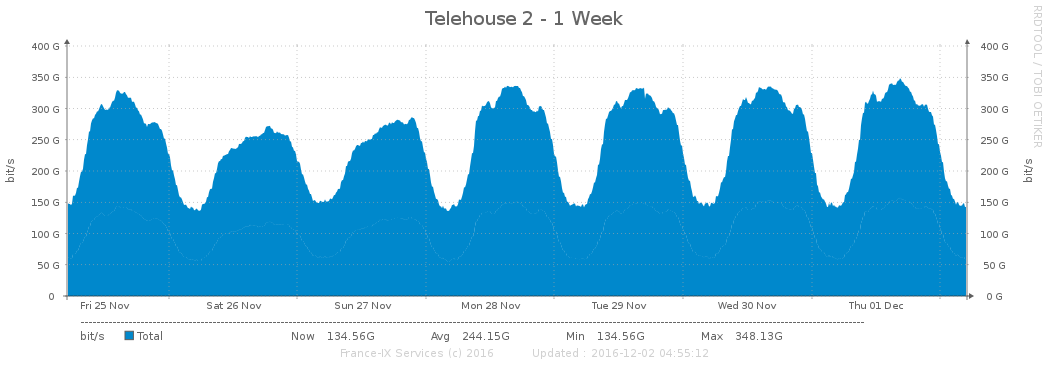 Telehouse 2 - 1 Week
RRDTOOL / TOBI OETIKER
bit/s
400 G
350 G
300 G
250 G
200 G
150 G
100 G
50 G
0
400 G
350 G
300 G
250 G
200 G
150 G
100 G
50 G
0 G
bit/s
Fri 25 Nov Sat 26 Nov Sun 27 Nov Mon 28 Nov Tue 29 Nov Wed 30 Nov Thu 01 Dec
bit/s Total Now 134.56G Avg 244.15G Min 134.56G Max 348.13G
France-IX Services (c) 2016 Updated : 2016-12-02 04:55:12